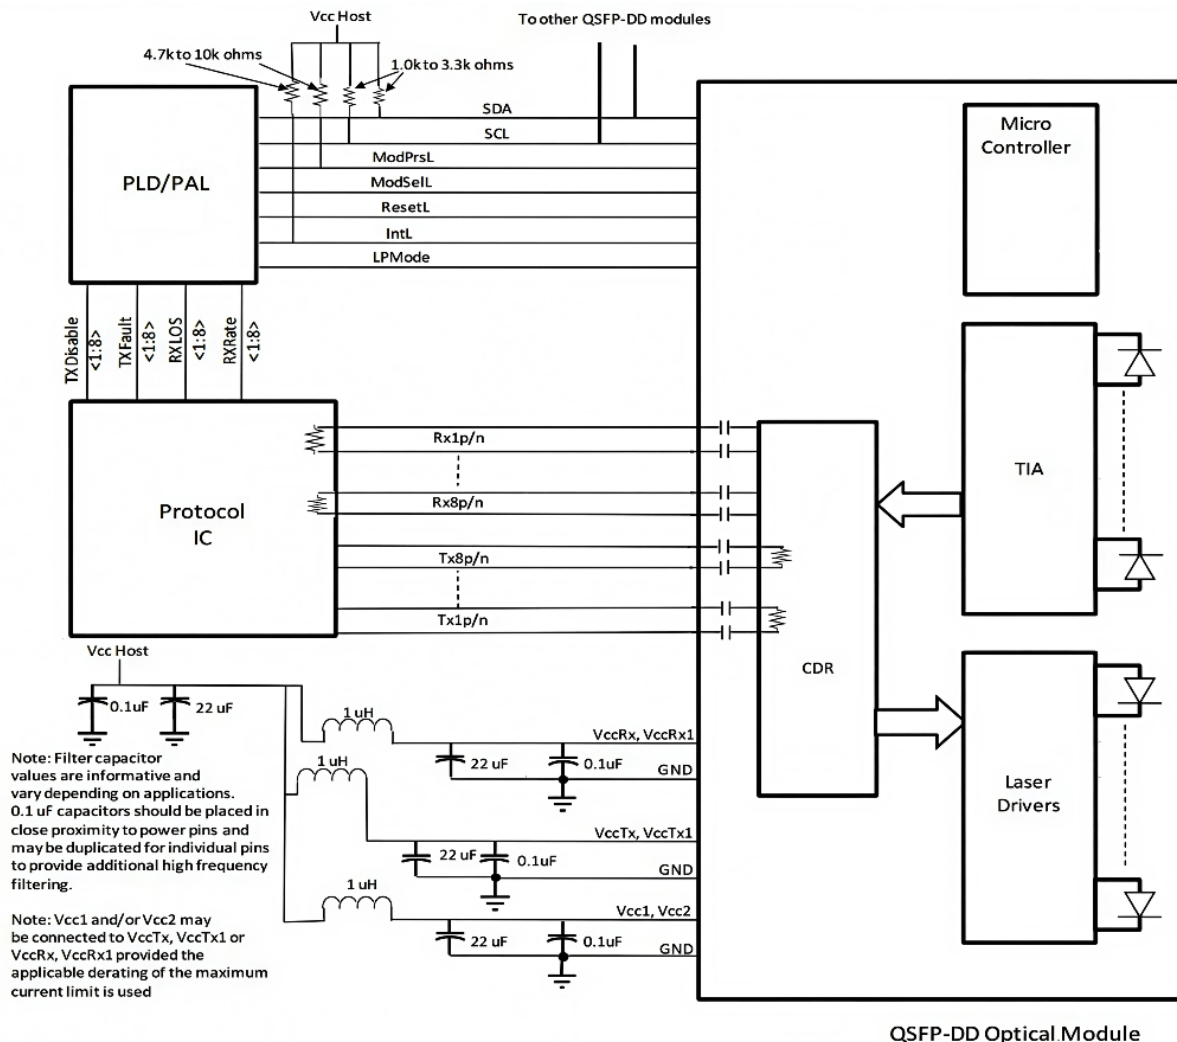 Vcc Host
To other QSFP-DD modules
4.7k to 10k ohms
1.0k to 3.3k ohms
SDA
SCL
ModPrsL
ModSelL
ResetL
IntL
LPMode
PLD/PAL
Micro
Controller
TXDisable
<1:8>
TXFault
<1:8>
RXLOS
<1:8>
RXRate
<1:8>
Protocol
IC
Rx1p/n
Rx8p/n
Tx8p/n
Tx1p/n
CDR
TIA
Laser
Drivers
Vcc Host
0.1uF
22 uF
1 uH
VccRx, VccRx1
22 uF
0.1uF
GND
1 uH
VccTx, VccTx1
22 uF
0.1uF
GND
1 uH
Vcc1, Vcc2
22 uF
0.1uF
GND
Note: Filter capacitor
values are informative and
vary depending on applications.
0.1 uF capacitors should be placed in
close proximity to power pins and
may be duplicated for individual pins
to provide additional high frequency
filtering.
Note: Vcc1 and/or Vcc2 may
be connected to VccTx, VccTx1 or
VccRx, VccRx1 provided the
applicable derating of the maximum
current limit is used
QSFP-DD Optical Module